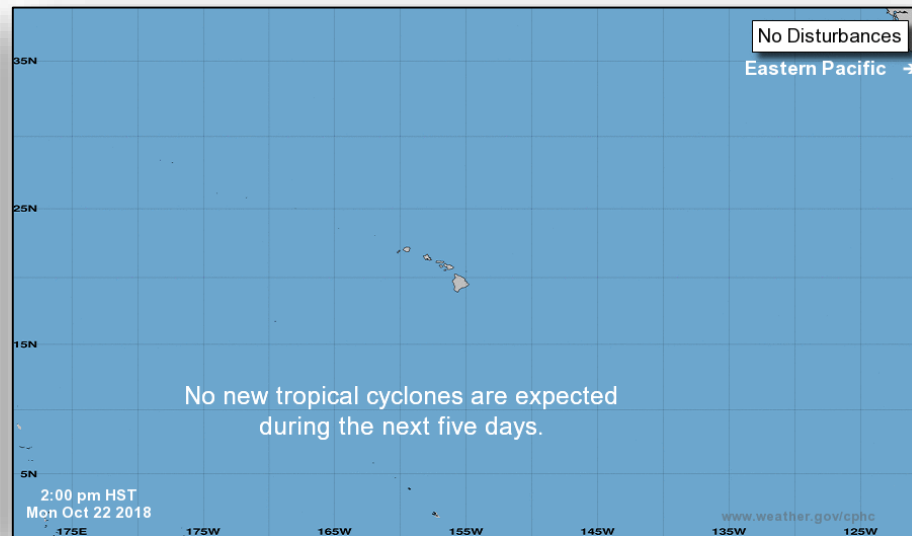 No Disturbances
Eastern Pacific →
35N
25N
15N
No new tropical cyclones are expected
during the next five days.
5N
2:00 pm HST
Mon Oct 22 2018
www.weather.gov/cphc
175E 175W 165W 155W 145W 135W 125W